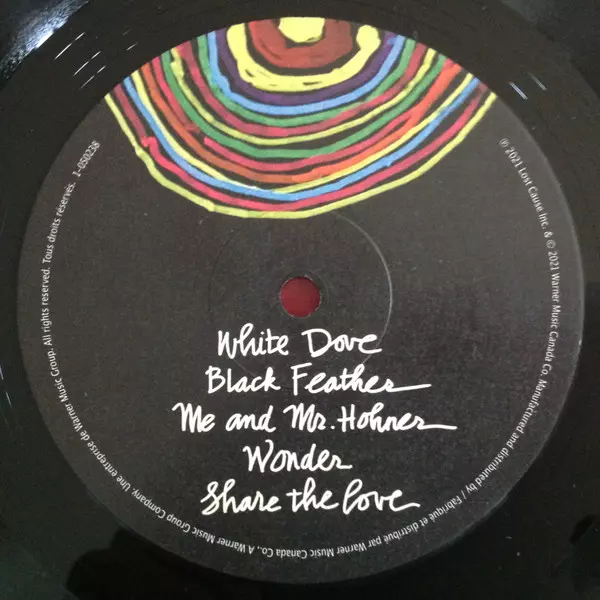 White Dove
Black Feather
Me and Mr. Hohner
Wonder
Share the love
℗ 2021 Lost Cause Inc. & © 2021 Warner Music Canada Co. Manufactured and distributed by / Fabriqué et distribué par Warner Music Canada Co., A Warner Music Group Company. Une entreprise de Warner Music Group. All rights reserved. Tous droits réservés. 1-050238